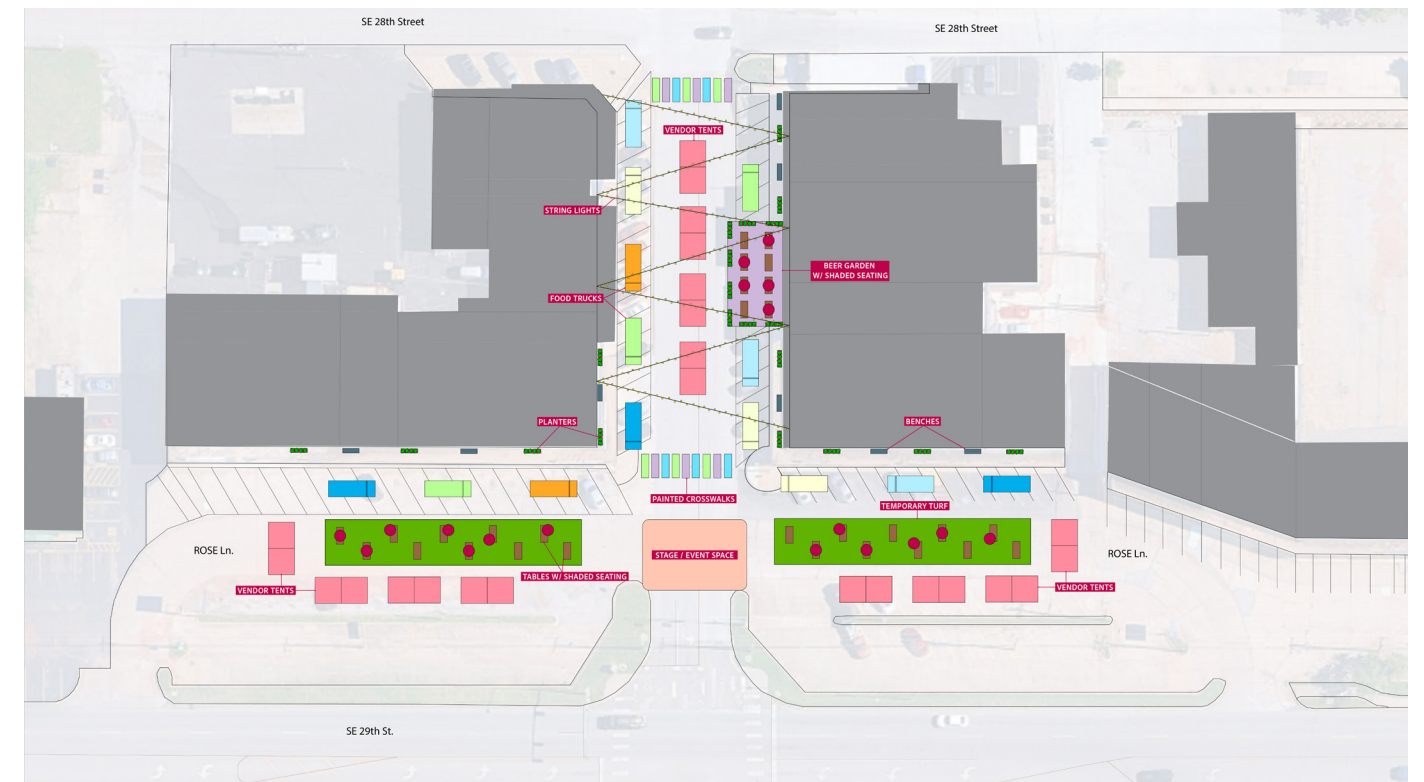 SE 28th Street
SE 28th Street
VENDOR TENTS
STRING LIGHTS
BEER GARDEN
W/ SHADED SEATING
FOOD TRUCKS
PLANTERS
BENCHES
PAINTED CROSSWALKS
TEMPORARY TURF
ROSE Ln.
STAGE / EVENT SPACE
ROSE Ln.
TABLES W/ SHADED SEATING
VENDOR TENTS
VENDOR TENTS
SE 29th St.